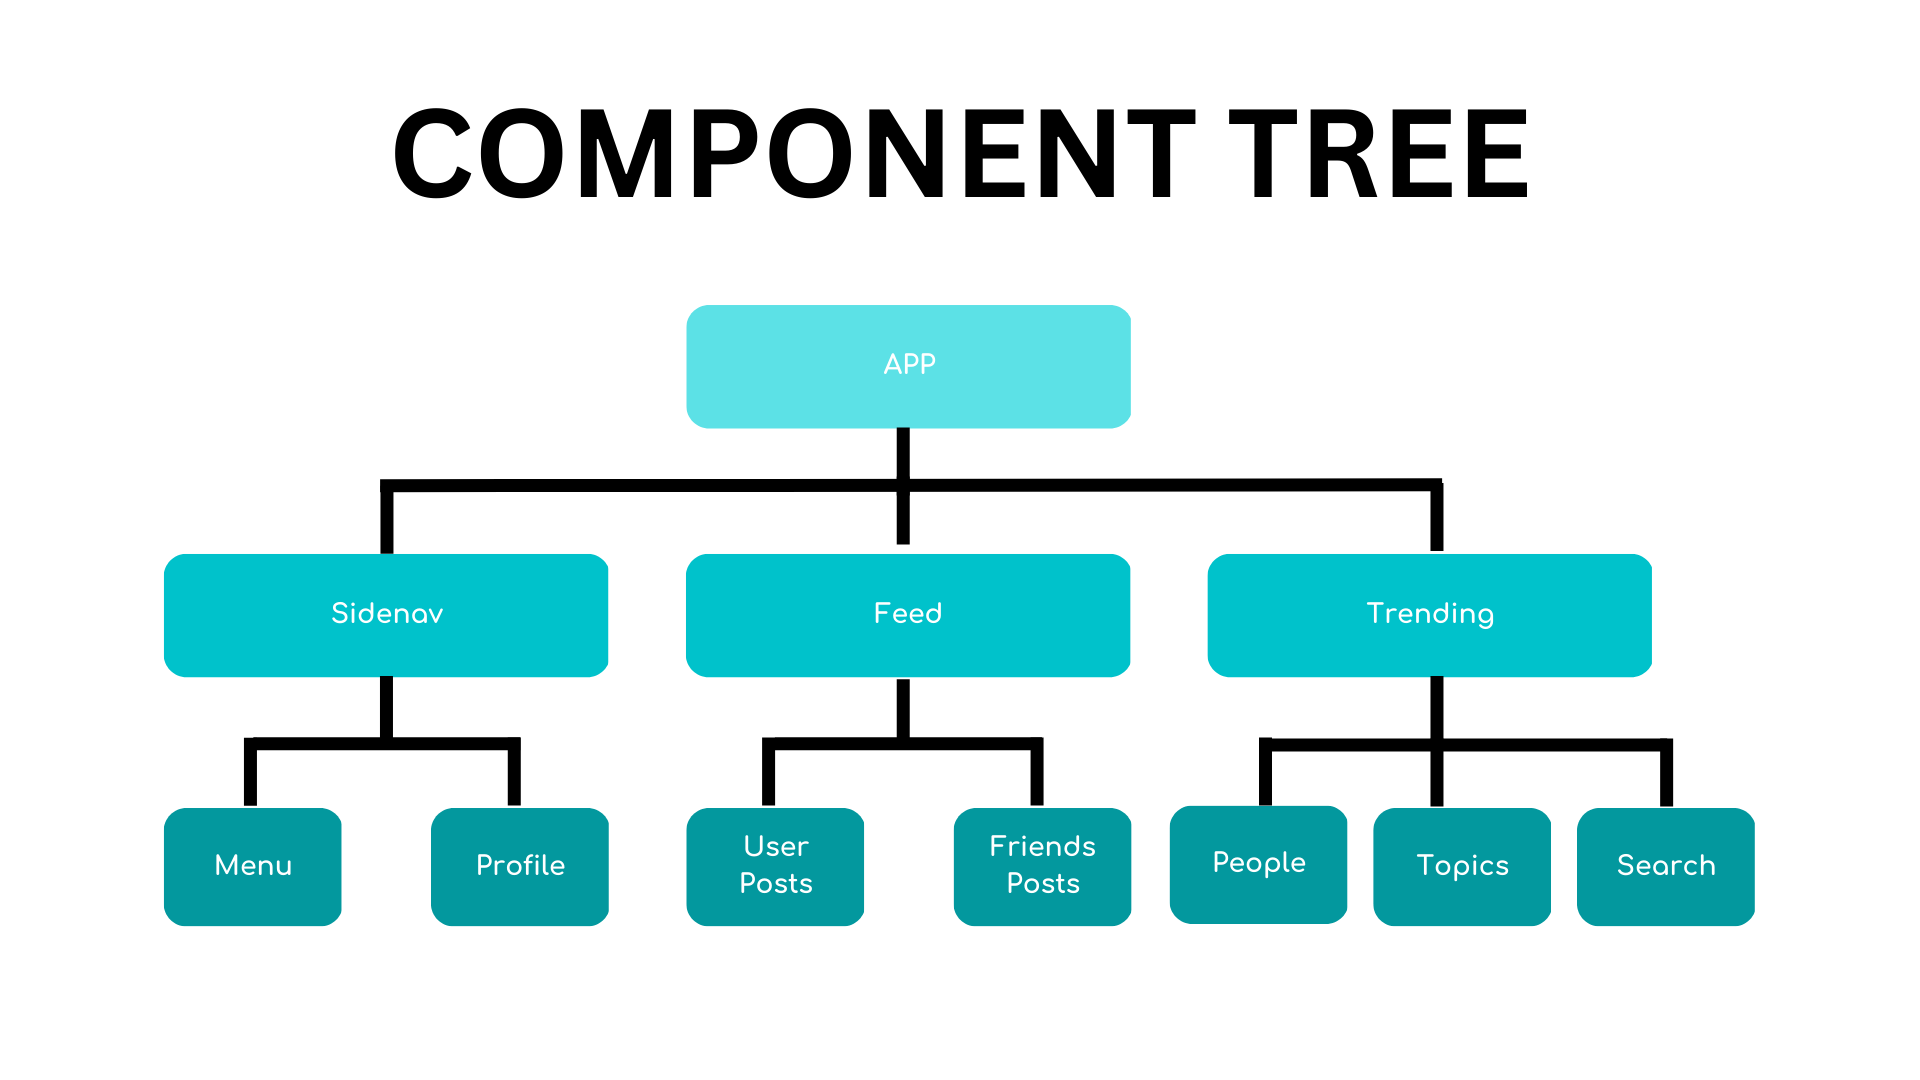 COMPONENT TREE
APP
Sidenav
Feed
Trending
Menu
Profile
User
Posts
Friends
Posts
People
Topics
Search